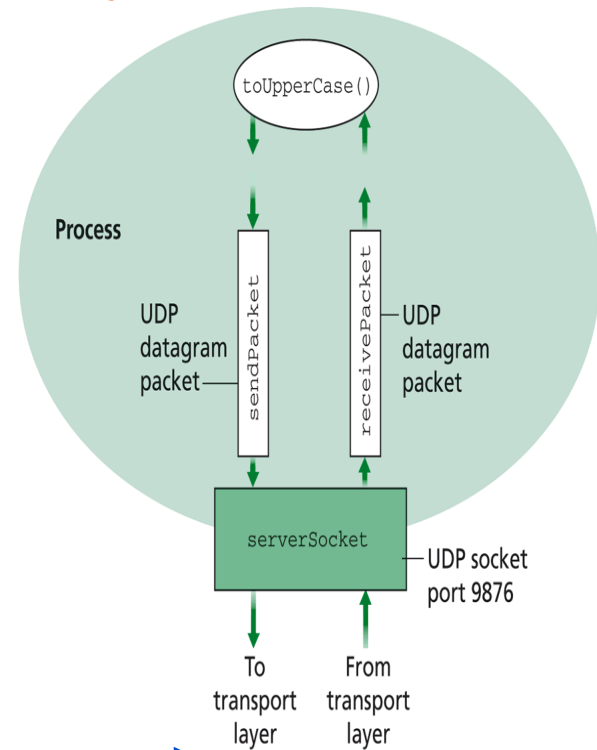 toUpperCase()
Process
UDP
datagram
packet
sendPacket
receivePacket
UDP
datagram
packet
serverSocket
UDP socket
port 9876
To
transport
layer
From
transport
layer